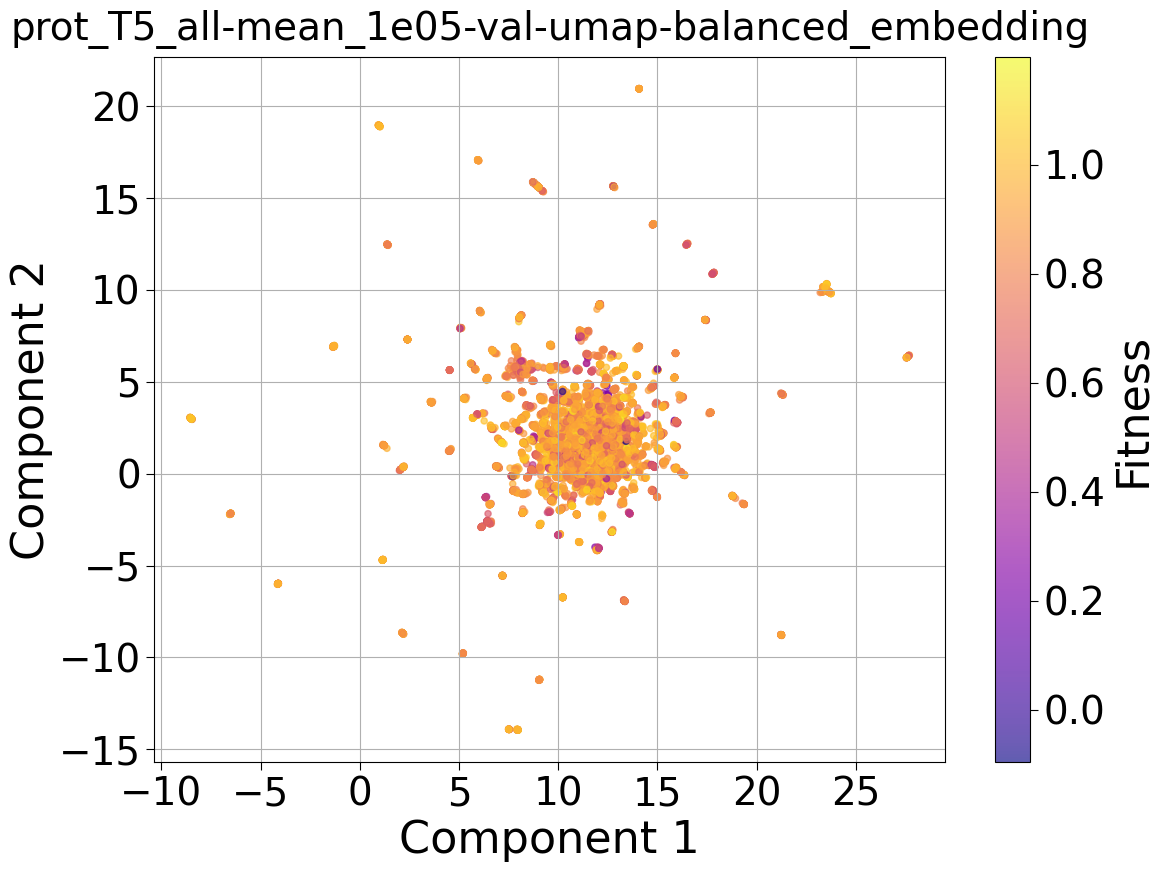 prot_T5_all-mean_1e05-val-umap-balanced_embedding
20
15
10
5
0
−5
−10
−15
Component 2
−10 −5 0 5 10 15 20 25
Component 1
1.0
0.8
0.6
0.4
0.2
0.0
Fitness